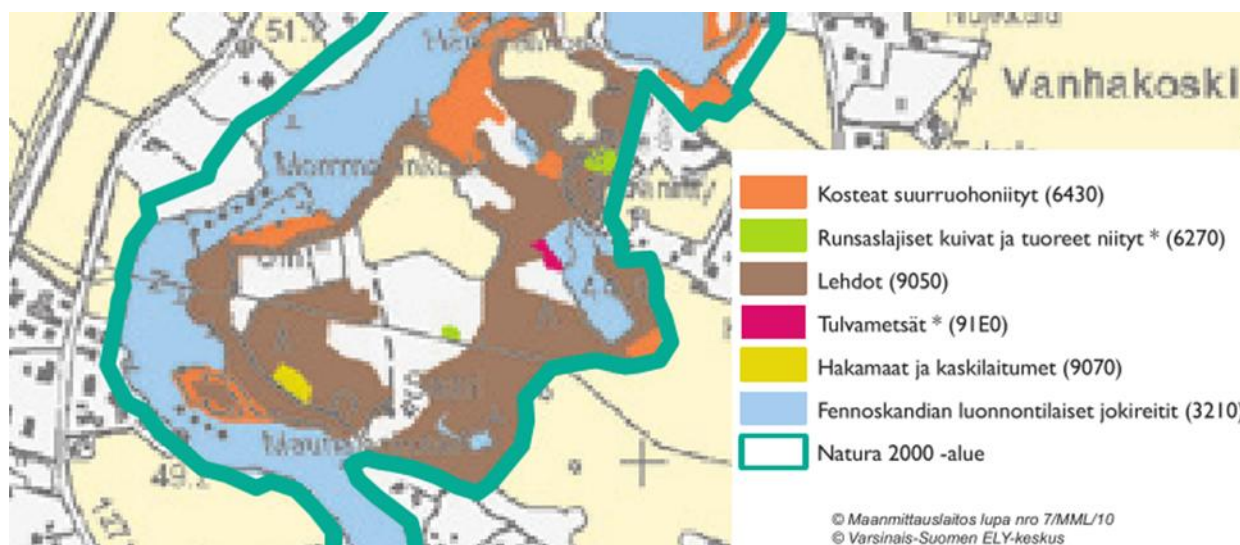 51.
Vanhakoski
Kosteat suurruohoniityt (6430)
Runsaslajiset kuivat ja tuoreet niityt * (6270)
Lehdot (9050)
Tulvametsät * (91E0)
Hakamaat ja kaskilaitumet (9070)
Fennoskandian luonnontilaiset jokireitit (3210)
Natura 2000 -alue
49.2
127
© Maanmittauslaitos lupa nro 7/MML/10
© Varsinais-Suomen ELY-keskus